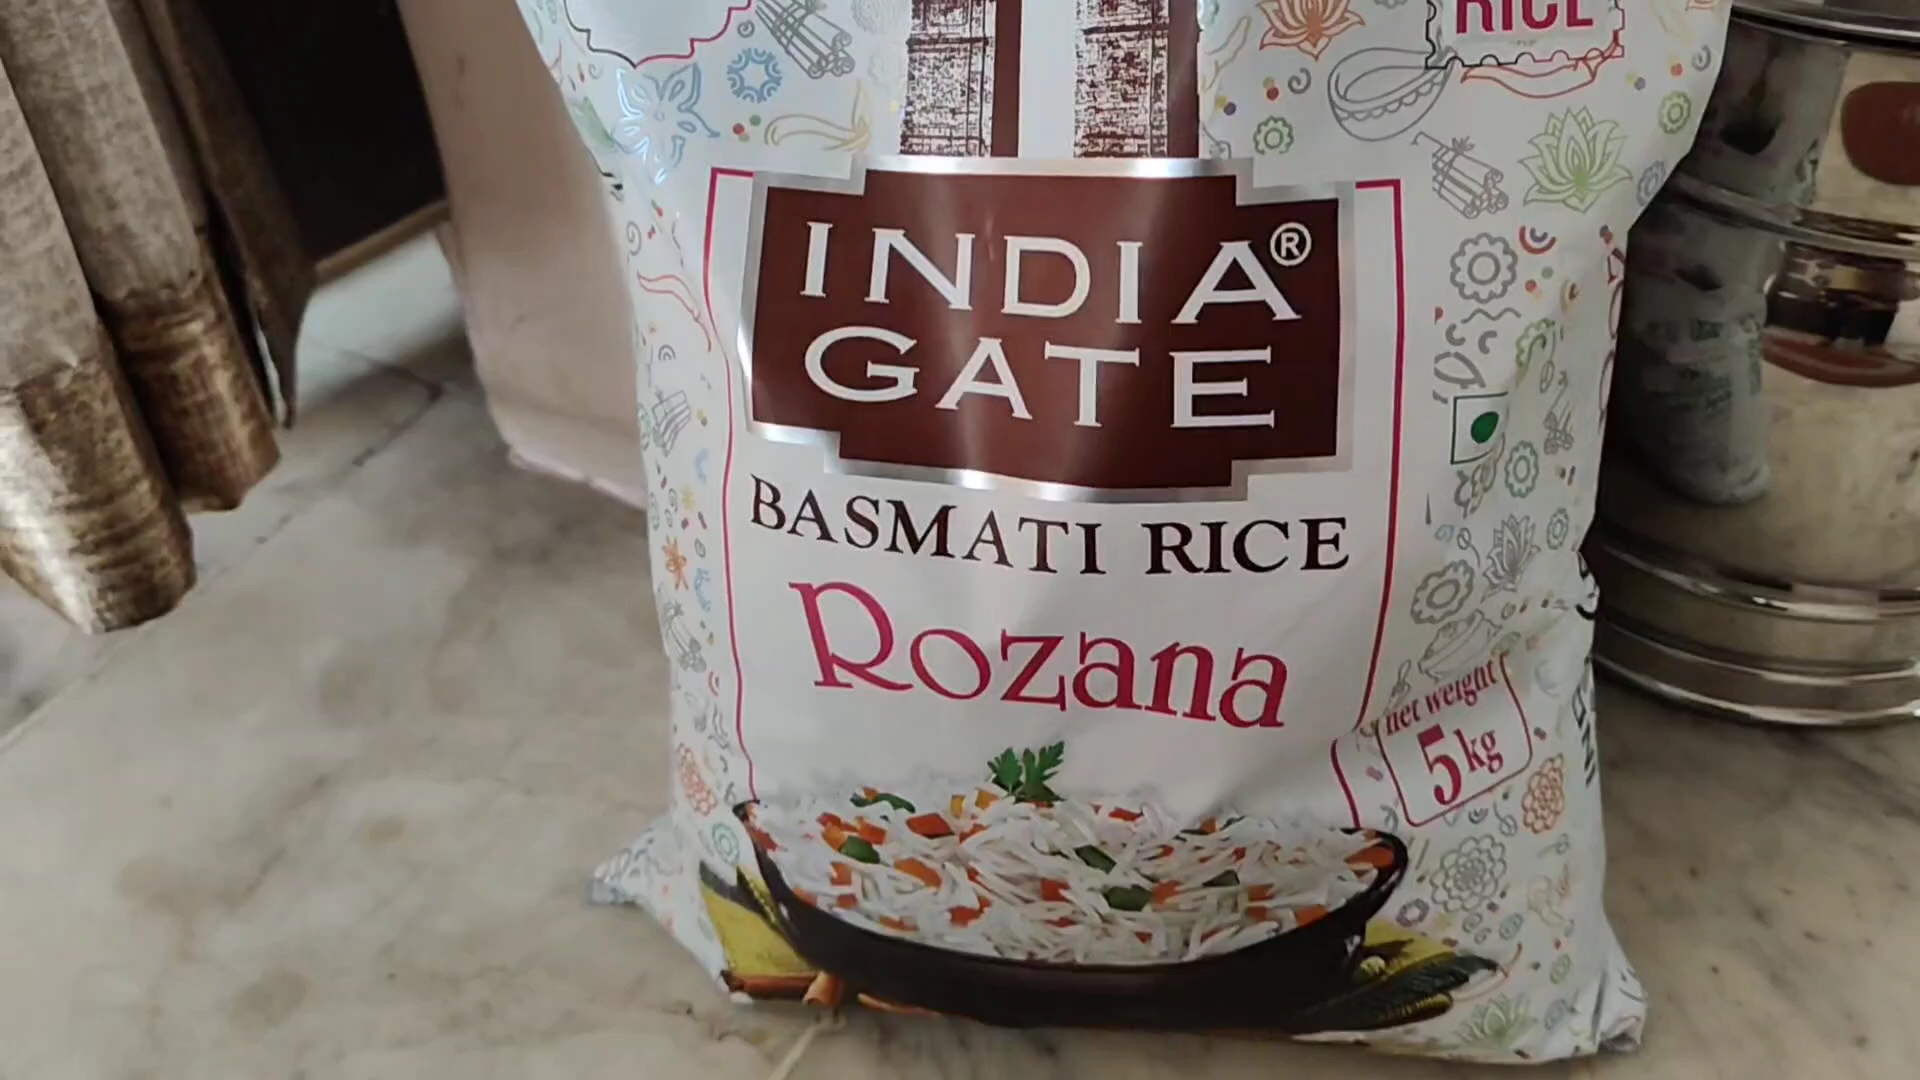 RICE
INDIA®
GATE
BASMATI RICE
Rozana
net weight
5kg